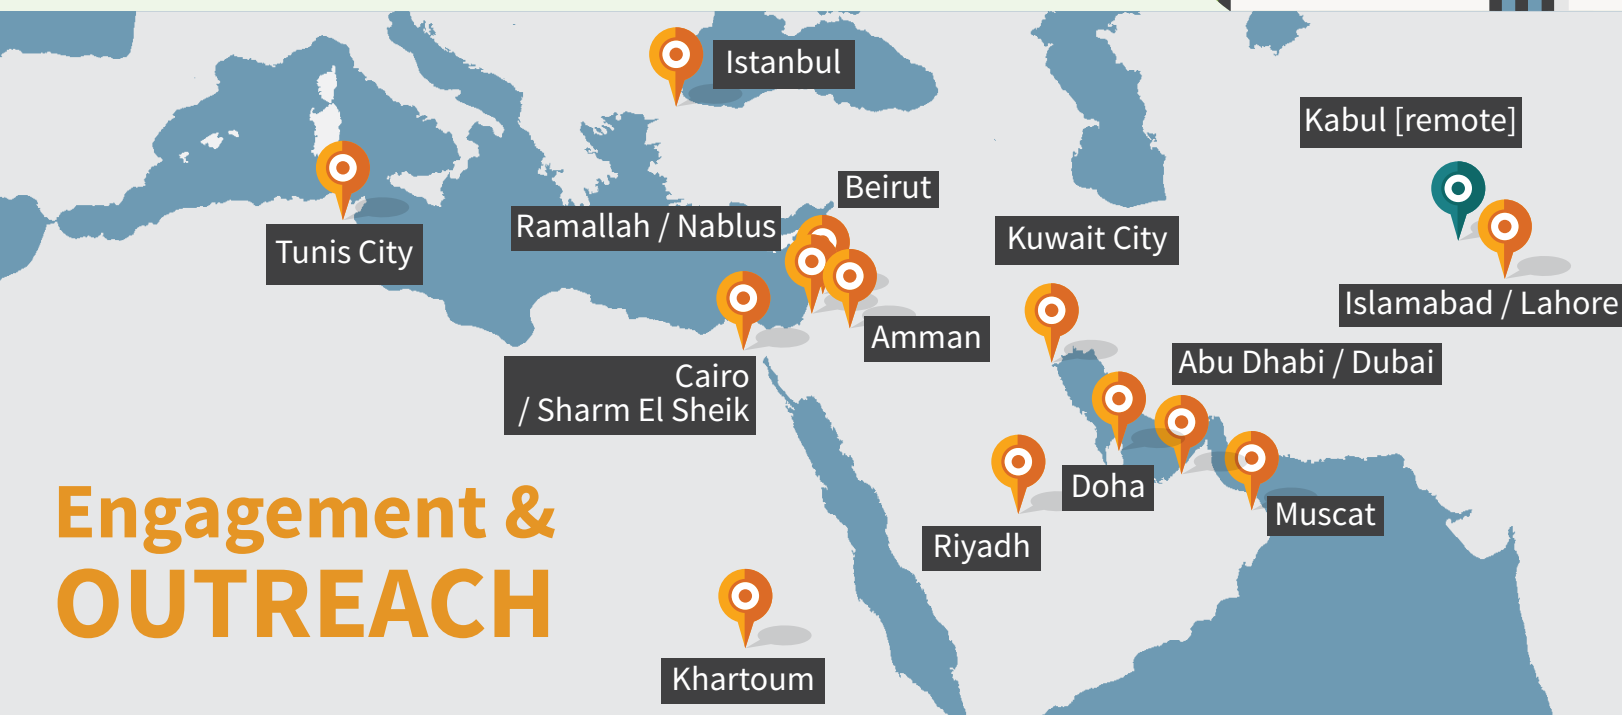 Istanbul
Kabul [remote]
Beirut
Ramallah / Nablus
Kuwait City
Tunis City
Islamabad / Lahore
Amman
Abu Dhabi / Dubai
Cairo
/ Sharm El Sheik
Doha
Muscat
Riyadh
Engagement &
OUTREACH
Khartoum